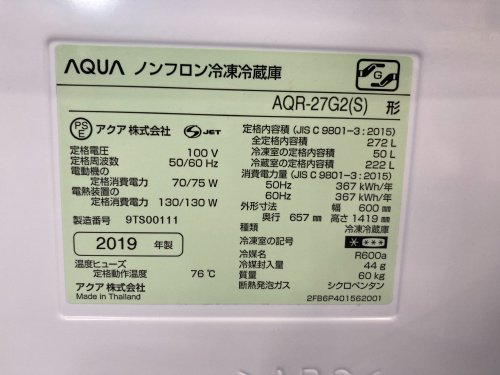 AQUA ノンフロン冷凍冷蔵庫
G
AQR-27G2(S) 形
PS E アクア 株式会社 S JET
定格電圧 100 V
定格周波数 50/60 Hz
電動機の
定格消費電力 70/75 W
電熱装置の
定格消費電力 130/130 W
製造番号 9TS00111
2019 年製
温度ヒューズ
定格動作温度 76℃
アクア 株式会社
Made in Thailand
定格内容積 (JIS C 9801-3 : 2015)
全定格内容積 272 L
冷凍室の定格内容積 50 L
冷蔵室の定格内容積 222 L
消費電力量 (JIS C 9801-3 : 2015)
50Hz 367 kWh/年
60Hz 367 kWh/年
外形寸法 幅 600 mm
奥行 657 mm 高さ 1419 mm
種類 冷凍冷蔵庫
冷凍室の記号
冷媒名 R600a
冷媒封入量 44 g
質量 60 kg
断熱発泡ガス シクロペンタン
2FB6P401562001